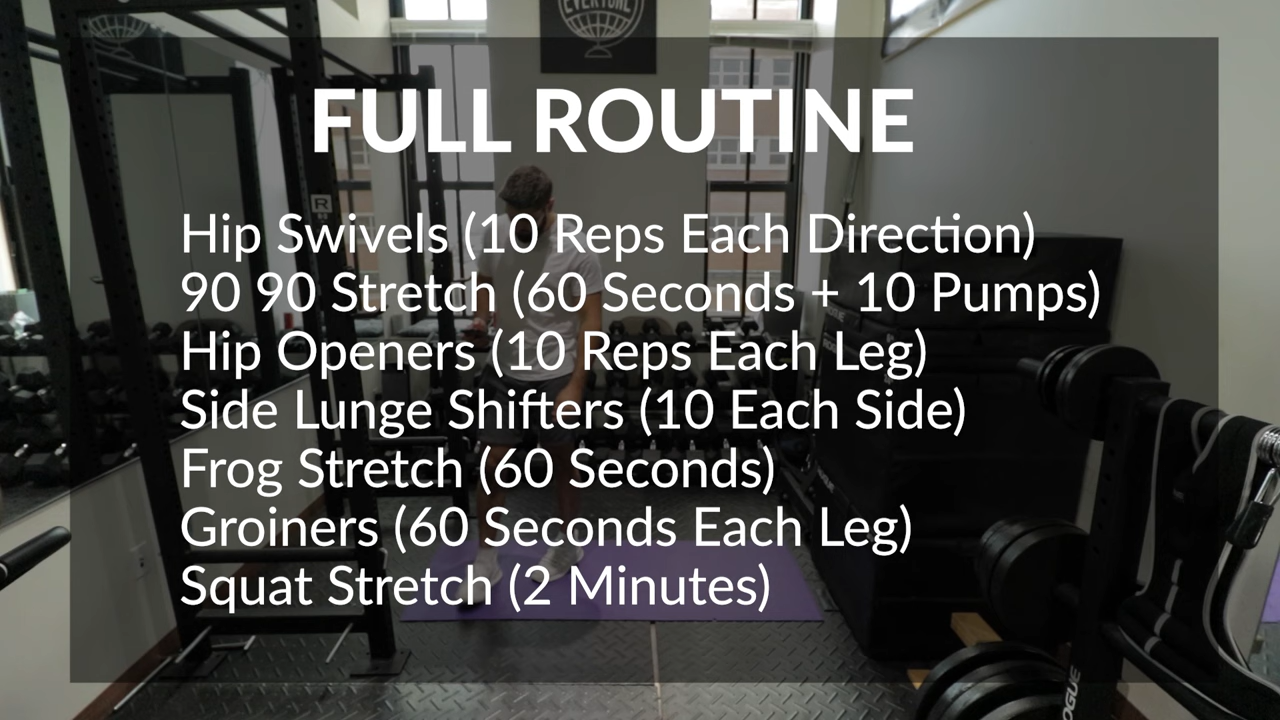 EVERYONE
FULL ROUTINE
R
Hip Swivels (10 Reps Each Direction)
90 90 Stretch (60 Seconds + 10 Pumps)
Hip Openers (10 Reps Each Leg)
Side Lunge Shifters (10 Each Side)
Frog Stretch (60 Seconds)
Groiners (60 Seconds Each Leg)
Squat Stretch (2 Minutes)
ROGUE